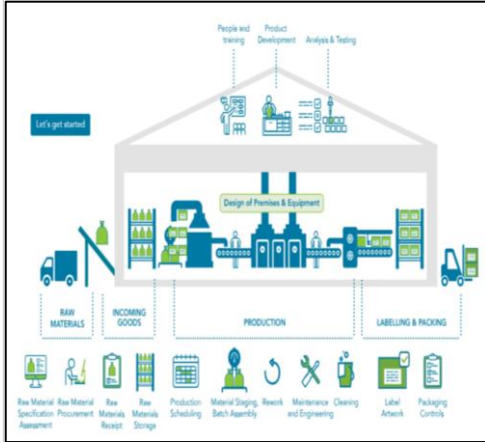 People and
training
Product
Development
Analysis & Testing
Let's get started
Design of Premises & Equipment
RAW
MATERIALS
INCOMING
GOODS
PRODUCTION
LABELLING & PACKING
Raw Material
Specification
Assessment
Raw Material
Procurement
Raw
Materials
Receipt
Raw
Materials
Storage
Production
Scheduling
Material Staging,
Batch Assembly
Rework
Maintenance
and Engineering
Cleaning
Label
Artwork
Packaging
Controls